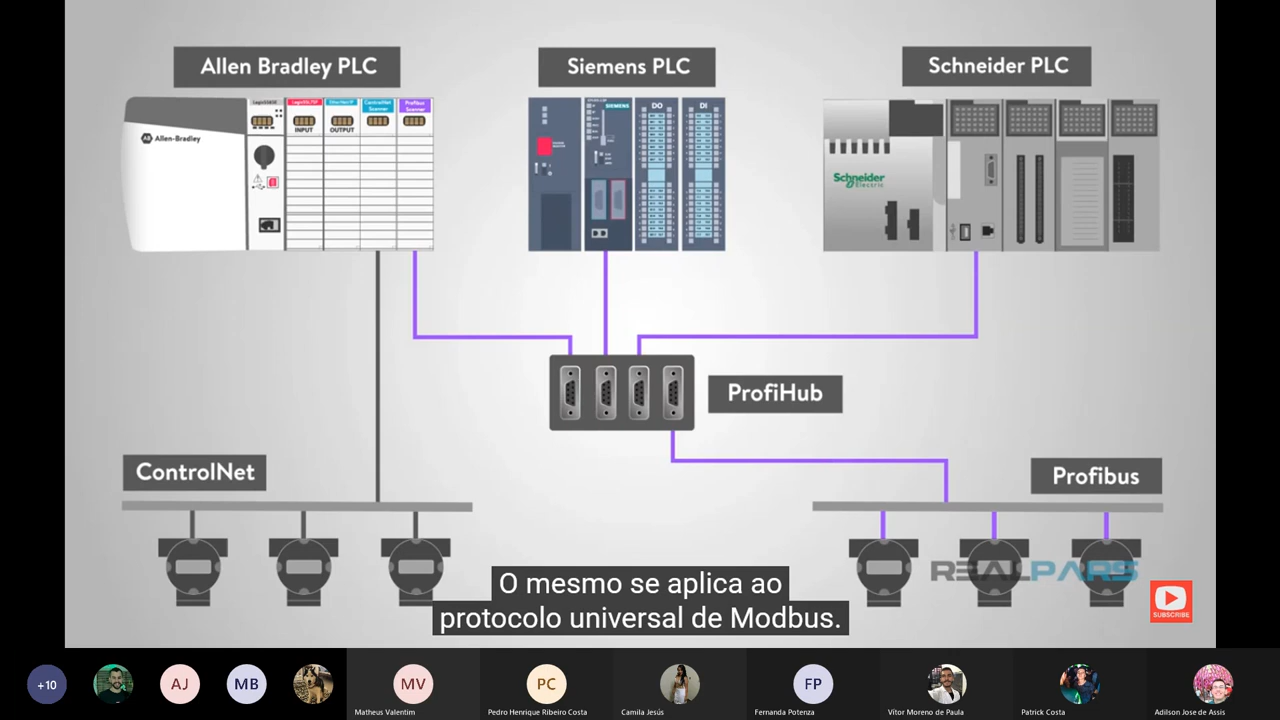 Allen Bradley PLC
Siemens PLC
Schneider PLC
INPUT
OUTPUT
Allen-Bradley
SIEMENS
DO
DI
Schneider
Electric
ProfiHub
ControlNet
Profibus
REALPARS
O mesmo se aplica ao
protocolo universal de Modbus.
SUBSCRIBE
+10
AJ
MB
MV
PC
FP
Matheus Valentim
Pedro Henrique Ribeiro Costa
Camila Jesús
Fernanda Potenza
Vítor Moreno de Paula
Patrick Costa
Adilson Jose de Assis